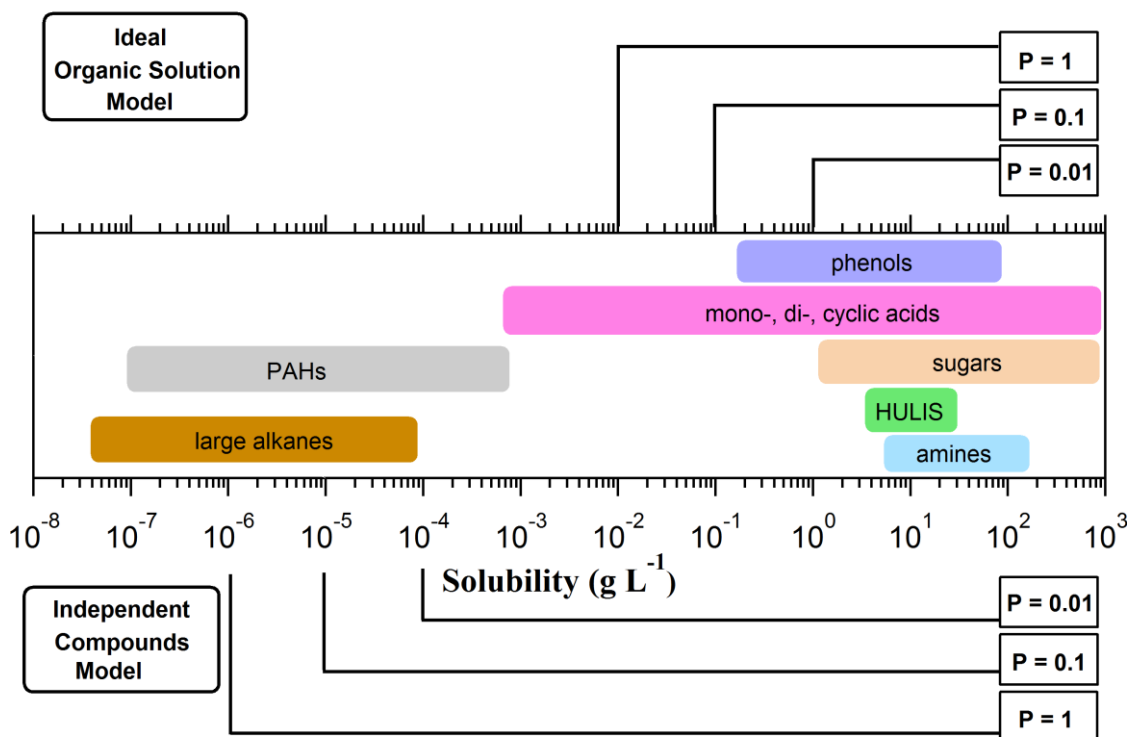 Ideal
Organic Solution
Model
P = 1
P = 0.1
P = 0.01
phenols
mono-, di-, cyclic acids
PAHs
sugars
HULIS
large alkanes
amines
10⁻⁸ 10⁻⁷ 10⁻⁶ 10⁻⁵ 10⁻⁴ 10⁻³ 10⁻² 10⁻¹ 10⁰ 10¹ 10² 10³
Solubility (g L⁻¹)
Independent
Compounds
Model
P = 0.01
P = 0.1
P = 1